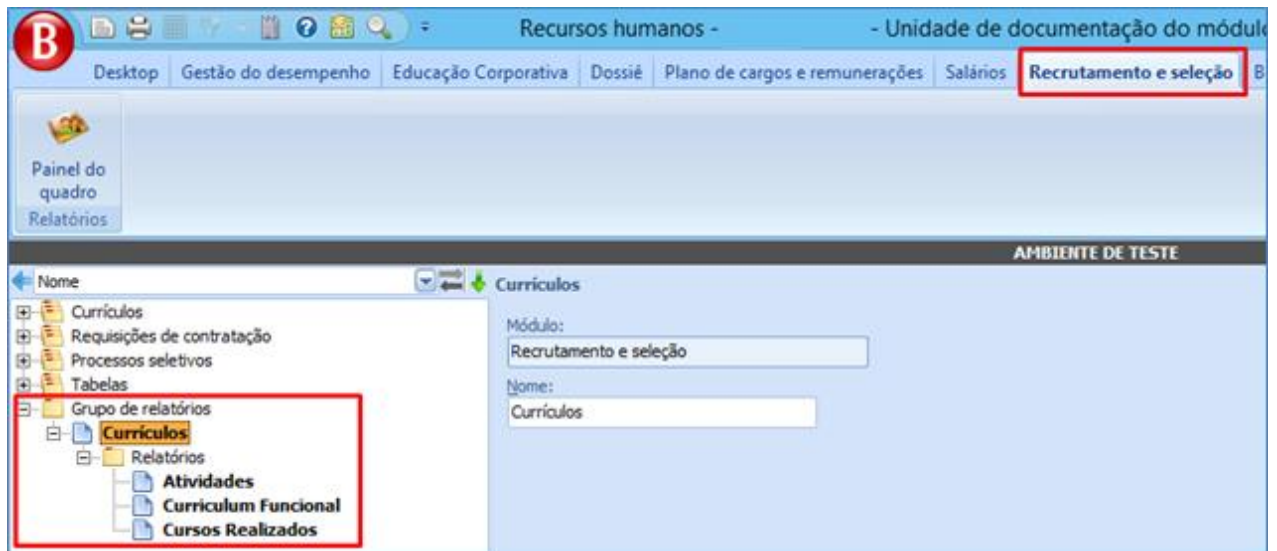 B
Recursos humanos - - Unidade de documentação do módulo
Desktop Gestão do desempenho Educação Corporativa Dossiê Plano de cargos e remunerações Salários Recrutamento e seleção B
Painel do
quadro
Relatórios
AMBIENTE DE TESTE
Nome
Currículos
Currículos
Requisições de contratação
Processos seletivos
Tabelas
Grupo de relatórios
Currículos
Relatórios
Atividades
Curriculum Funcional
Cursos Realizados
Módulo:
Recrutamento e seleção
Nome:
Currículos